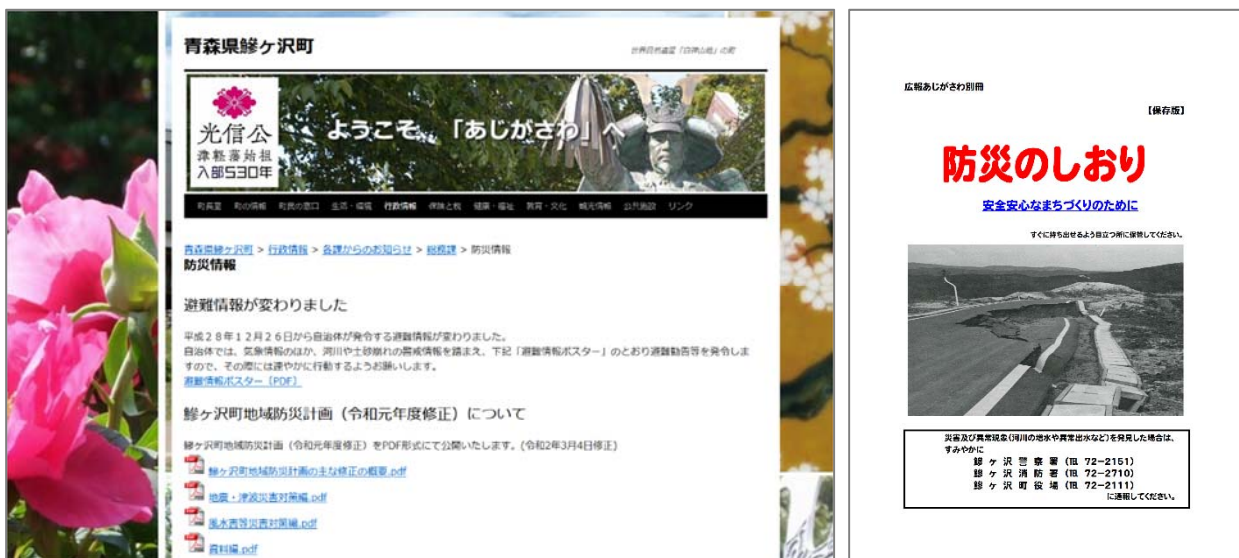 青森県鰺ヶ沢町
世界自然遺産「白神山地」の町
光信公
津軽藩始祖
入部530年
ようこそ、「あじがさわ」へ
町長室 町の情報 町民の窓口 生活・環境 行政情報 保険と税 健康・福祉 教育・文化 観光情報 公共施設 リンク
青森県鰺ヶ沢町 > 行政情報 > 各課からのお知らせ > 総務課 > 防災情報
防災情報
避難情報が変わりました
平成28年12月26日から自治体が発令する避難情報が変わりました。
自治体では、気象情報のほか、河川や土砂崩れの警戒情報を踏まえ、下記「避難情報ポスター」のとおり避難勧告等を発令しま
すので、その際には速やかに行動するようお願いします。
避難情報ポスター（PDF）
鰺ヶ沢町地域防災計画（令和元年度修正）について
鰺ヶ沢町地域防災計画（令和元年度修正）をPDF形式にて公開いたします。(令和2年3月4日修正)
鰺ヶ沢町地域防災計画の主な修正の概要.pdf
地震・津波災害対策編.pdf
風水害等災害対策編.pdf
資料編.pdf
広報あじがさわ別冊
【保存版】
防災のしおり
安全安心なまちづくりのために
すぐに持ち出せるよう目立つ所に保管してください。
災害及び異常現象(河川の増水や異常出水など)を発見した場合は、
すみやかに
鰺ヶ沢警察署（℡ 72-2151）
鰺ヶ沢消防署（℡ 72-2710）
鰺ヶ沢町役場（℡ 72-2111）
に通報してください。